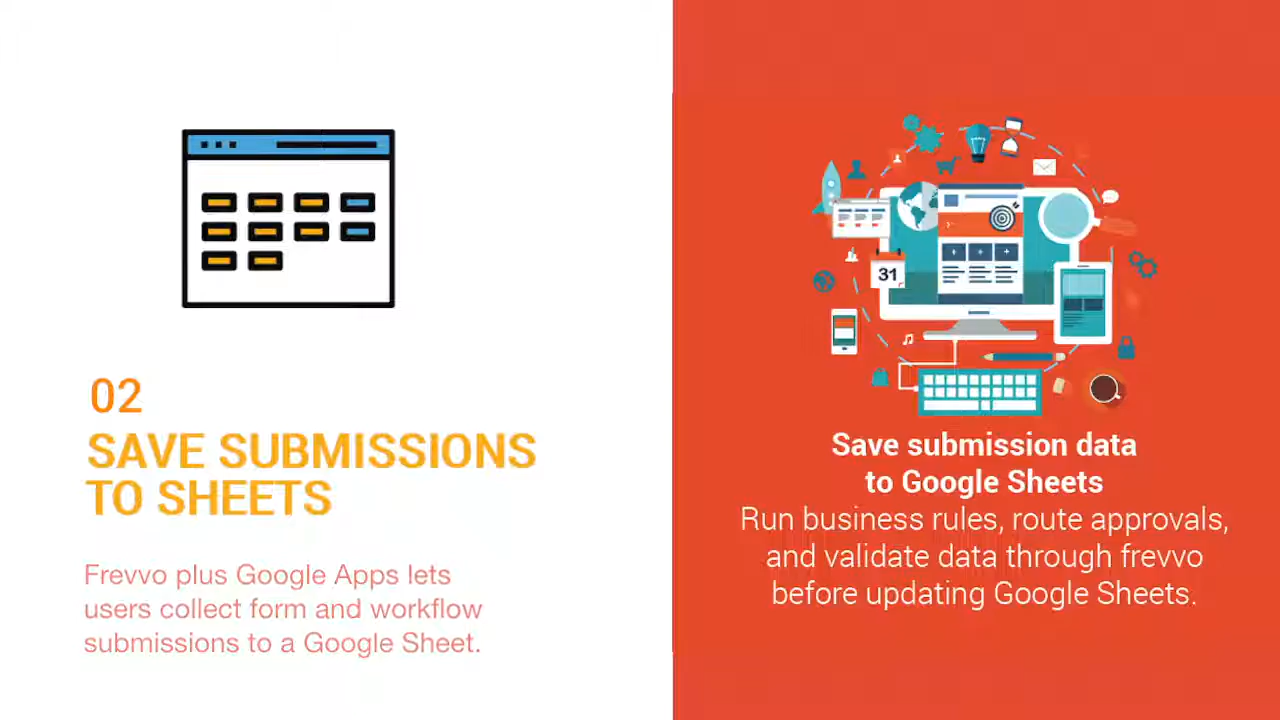 02
SAVE SUBMISSIONS
TO SHEETS
Frevvo plus Google Apps lets
users collect form and workflow
submissions to a Google Sheet.
31
Save submission data
to Google Sheets
Run business rules, route approvals,
and validate data through frevvo
before updating Google Sheets.